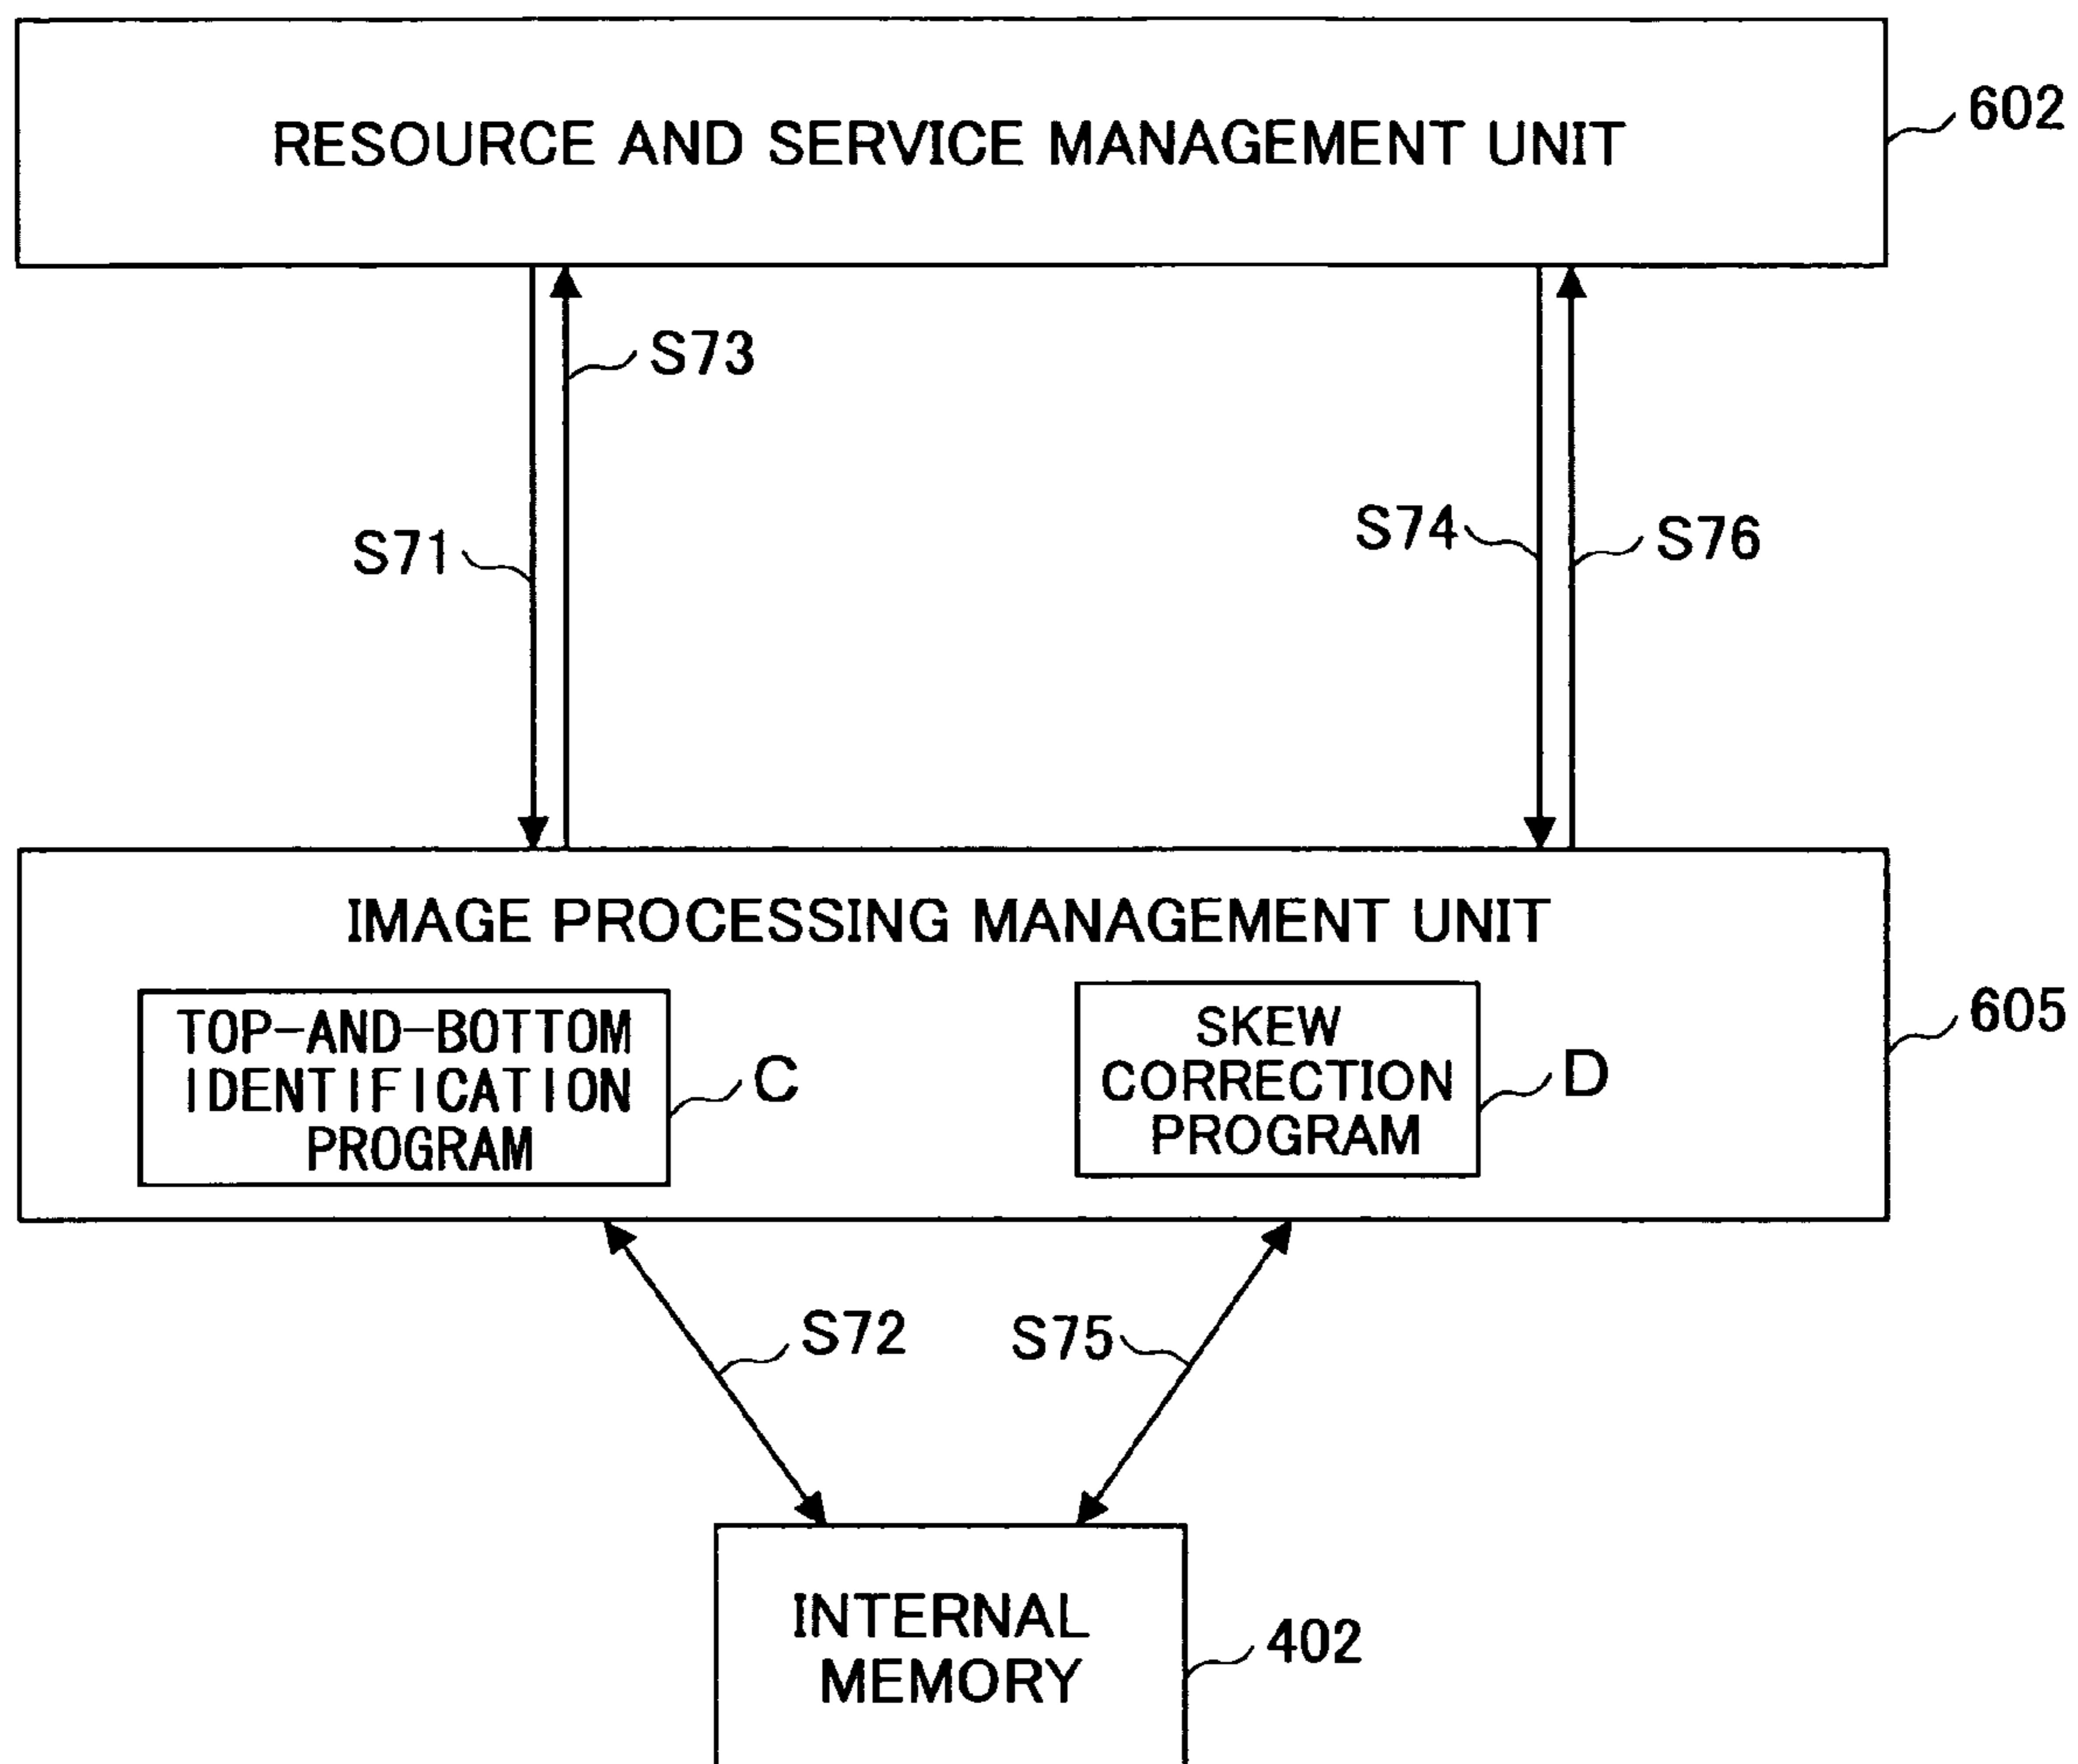 RESOURCE AND SERVICE MANAGEMENT UNIT
602
S73
S71
S74
S76
IMAGE PROCESSING MANAGEMENT UNIT
605
TOP-AND-BOTTOM
IDENTIFICATION
PROGRAM
C
SKEW
CORRECTION
PROGRAM
D
S72
S75
INTERNAL
MEMORY
402